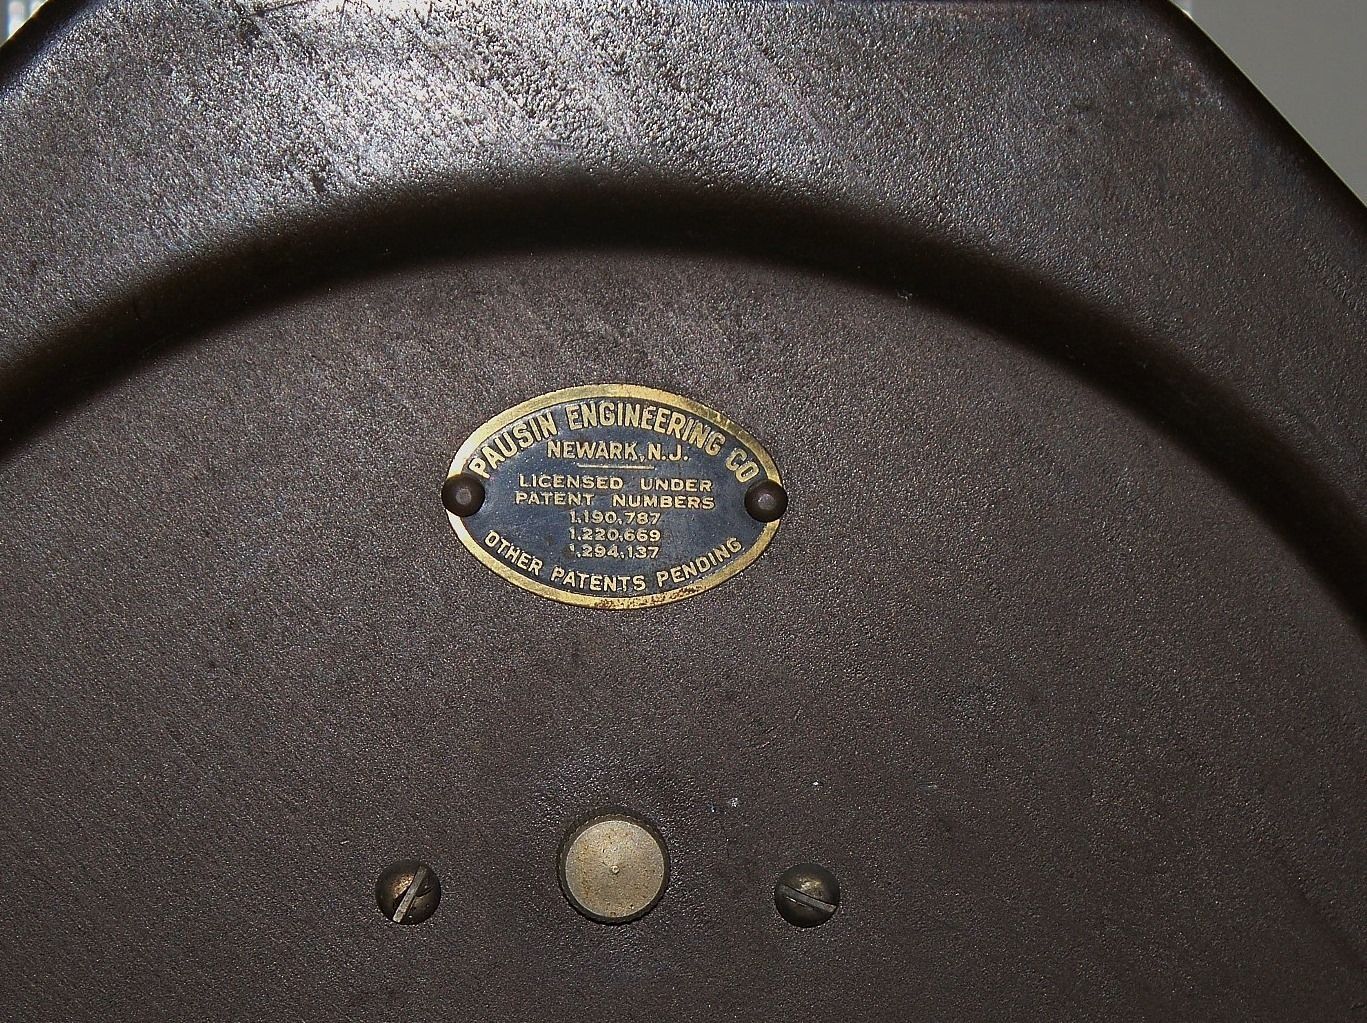 PAUSIN ENGINEERING CO
NEWARK, N.J.
LICENSED UNDER
PATENT NUMBERS
1,190,787
1,220,669
1,294,137
OTHER PATENTS PENDING